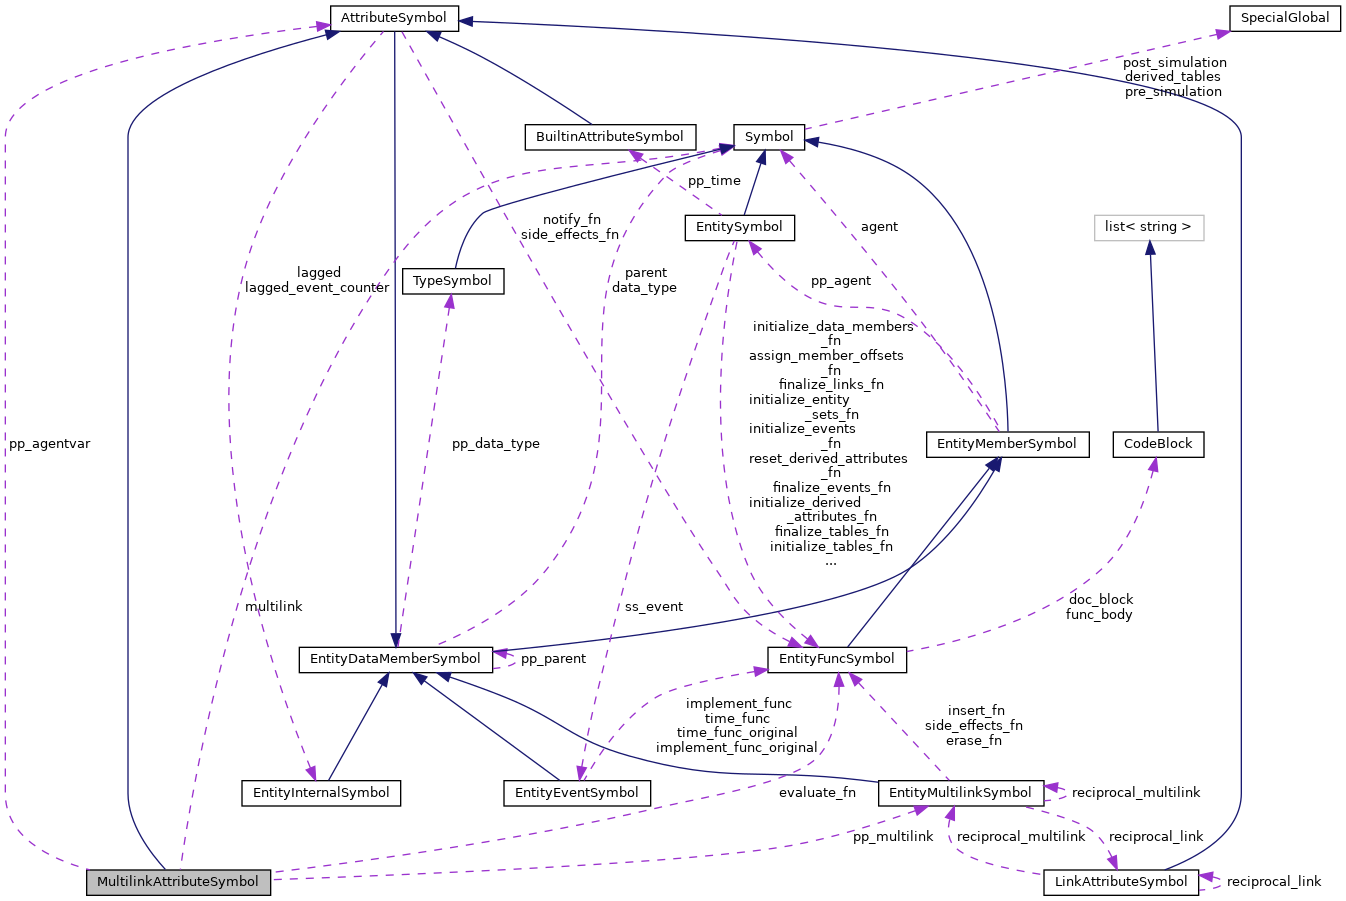 AttributeSymbol
SpecialGlobal
post_simulation
derived_tables
pre_simulation
BuiltinAttributeSymbol
Symbol
pp_time
notify_fn
side_effects_fn
EntitySymbol
agent
list< string >
lagged
lagged_event_counter
TypeSymbol
parent
data_type
pp_agent
initialize_data_members
_fn
assign_member_offsets
_fn
finalize_links_fn
initialize_entity
_sets_fn
initialize_events
_fn
reset_derived_attributes
_fn
finalize_events_fn
initialize_derived
_attributes_fn
finalize_tables_fn
initialize_tables_fn
...
pp_agentvar
pp_data_type
EntityMemberSymbol
CodeBlock
multilink
ss_event
doc_block
func_body
EntityDataMemberSymbol
pp_parent
EntityFuncSymbol
implement_func
time_func
time_func_original
implement_func_original
insert_fn
side_effects_fn
erase_fn
EntityInternalSymbol
EntityEventSymbol
evaluate_fn
EntityMultilinkSymbol
reciprocal_multilink
pp_multilink
reciprocal_multilink
reciprocal_link
MultilinkAttributeSymbol
LinkAttributeSymbol
reciprocal_link